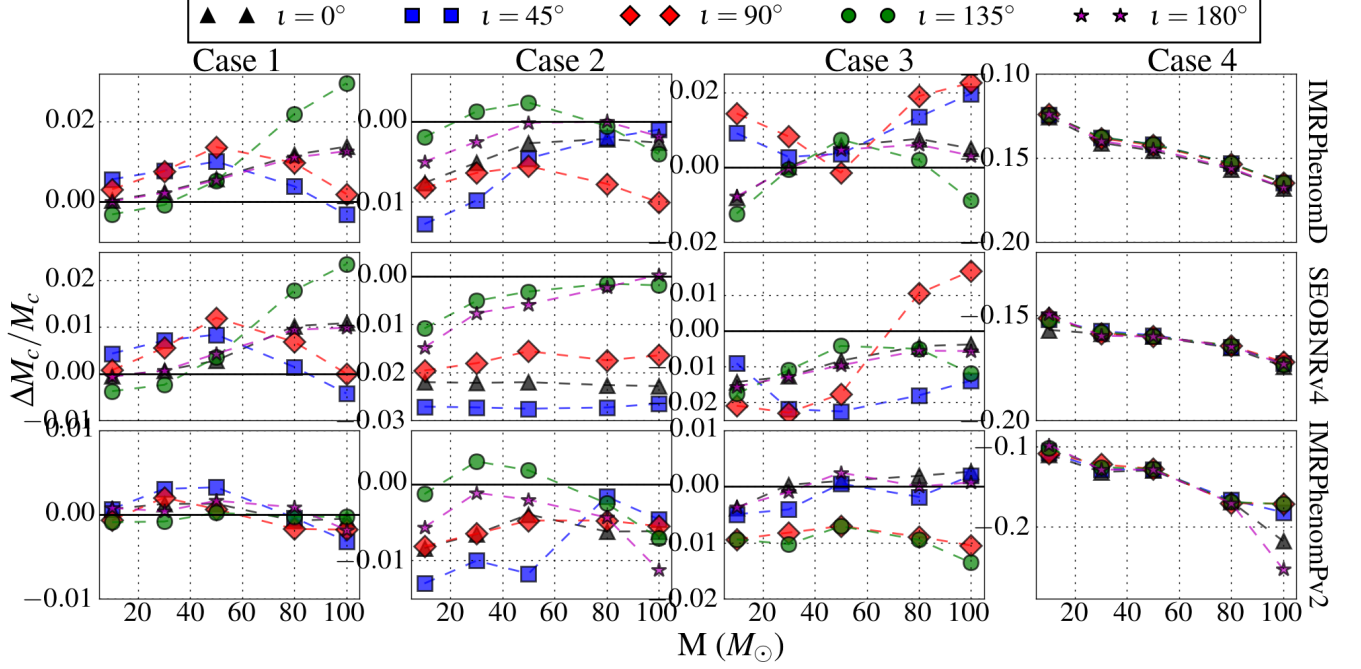 ι = 0° ι = 45° ι = 90° ι = 135° ι = 180°
Case 1 Case 2 Case 3 Case 4
0.02 0.00 0.00 0.01 −0.02 0.02 0.00 −0.02 −0.10 −0.15 −0.20
IMRPhenomD
ΔM_c/M_c
0.02 0.01 0.00 −0.01 0.00 0.01 0.02 −0.03 0.01 0.00 0.01 0.02 −0.15 −0.20
SEOBNRv4
0.01 0.00 −0.01 0.00 −0.01 0.01 0.00 0.01 0.02 −0.1 −0.2
IMRPhenomPv2
20 40 60 80 100 20 40 60 80 100 20 40 60 80 100 20 40 60 80 100
M (M_⊙)